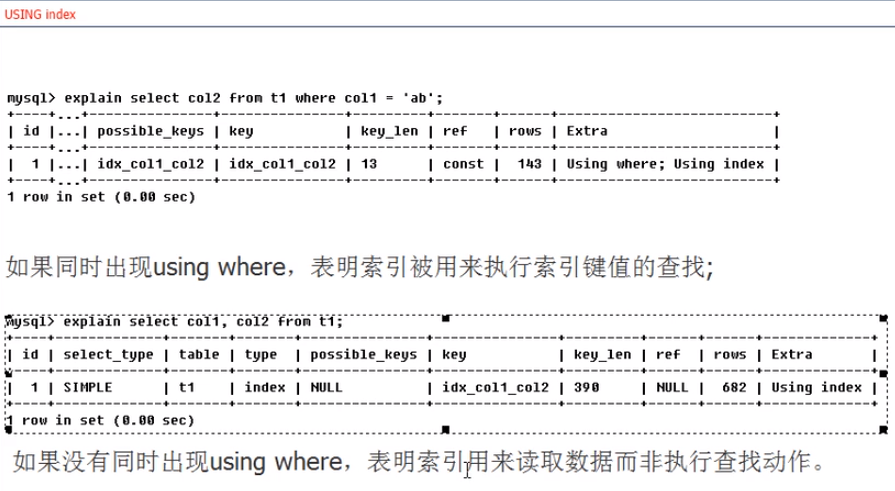 USING index
mysql> explain select col2 from t1 where col1 = 'ab';
+----+...+---------------+---------------+---------+-------+------+--------------------------+
| id |...| possible_keys | key | key_len | ref | rows | Extra |
+----+...+---------------+---------------+---------+-------+------+--------------------------+
| 1 |...| idx_col1_col2 | idx_col1_col2 | 13 | const | 143 | Using where; Using index |
+----+...+---------------+---------------+---------+-------+------+--------------------------+
1 row in set (0.00 sec)
如果同时出现using where，表明索引被用来执行索引键值的查找;
mysql> explain select col1, col2 from t1;
+----+-------------+-------+-------+---------------+---------------+---------+------+------+-------------+
| id | select_type | table | type | possible_keys | key | key_len | ref | rows | Extra |
+----+-------------+-------+-------+---------------+---------------+---------+------+------+-------------+
| 1 | SIMPLE | t1 | index | NULL | idx_col1_col2 | 390 | NULL | 682 | Using index |
+----+-------------+-------+-------+---------------+---------------+---------+------+------+-------------+
1 row in set (0.00 sec)
如果没有同时出现using where，表明索引用来读取数据而非执行查找动作。